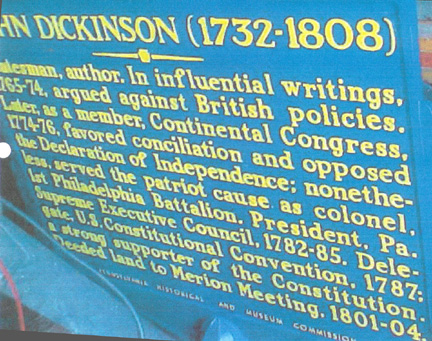 HN DICKINSON (1732-1808)
tesman, author. In influential writings,
765-74, argued against British policies.
Later, as a member, Continental Congress,
1774-76, favored conciliation and opposed
the Declaration of Independence; nonethe-
less, served the patriot cause as colonel,
1st Philadelphia Battalion. President, Pa.
Supreme Executive Council, 1782-85. Dele-
gate, U.S. Constitutional Convention, 1787;
a strong supporter of the Constitution.
Deeded land to Merion Meeting, 1801-04.
PENNSYLVANIA HISTORICAL AND MUSEUM COMMISSION